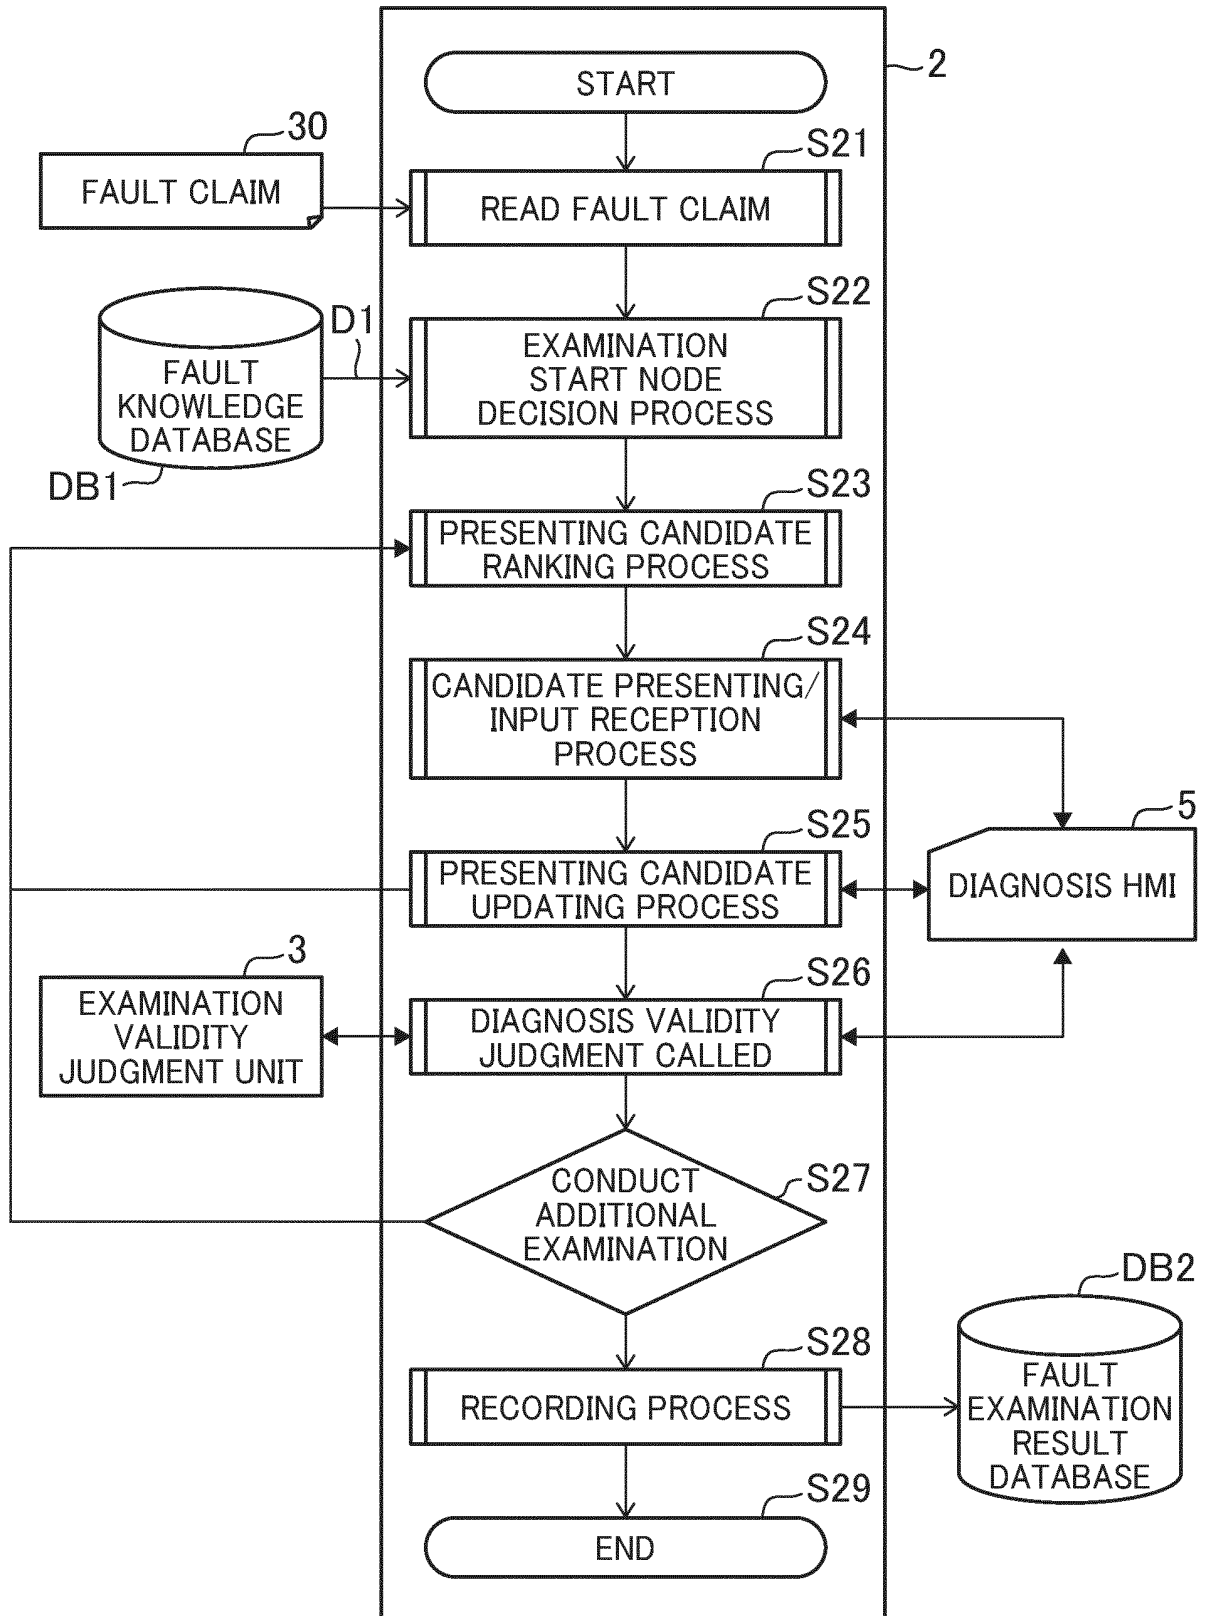 2
START
30
FAULT CLAIM
S21
READ FAULT CLAIM
S22
EXAMINATION
START NODE
DECISION PROCESS
D1
FAULT
KNOWLEDGE
DATABASE
DB1
S23
PRESENTING CANDIDATE
RANKING PROCESS
S24
CANDIDATE PRESENTING/
INPUT RECEPTION
PROCESS
5
DIAGNOSIS HMI
S25
PRESENTING CANDIDATE
UPDATING PROCESS
3
EXAMINATION
VALIDITY
JUDGMENT UNIT
S26
DIAGNOSIS VALIDITY
JUDGMENT CALLED
S27
CONDUCT
ADDITIONAL
EXAMINATION
DB2
FAULT
EXAMINATION
RESULT
DATABASE
S28
RECORDING PROCESS
S29
END